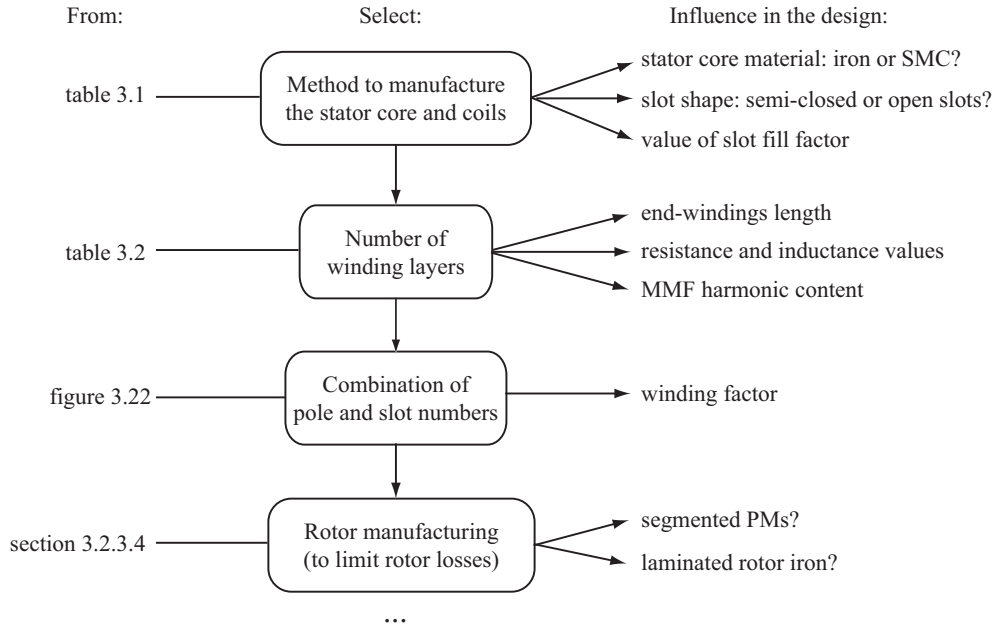 From:
Select:
Influence in the design:
table 3.1
Method to manufacture
the stator core and coils
stator core material: iron or SMC?
slot shape: semi-closed or open slots?
value of slot fill factor
table 3.2
Number of
winding layers
end-windings length
resistance and inductance values
MMF harmonic content
figure 3.22
Combination of
pole and slot numbers
winding factor
section 3.2.3.4
Rotor manufacturing
(to limit rotor losses)
segmented PMs?
laminated rotor iron?
...